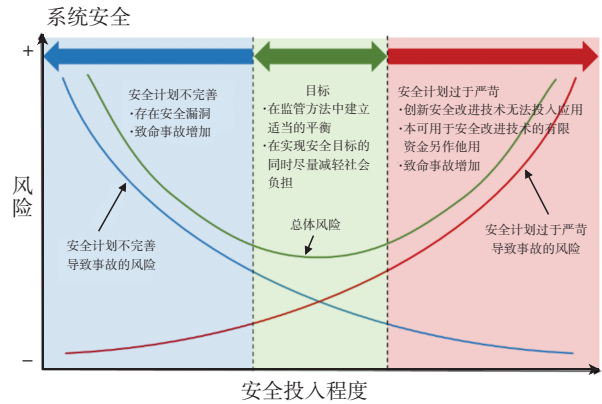 系统安全
+
安全计划不完善
·存在安全漏洞
·致命事故增加
目标
·在监管方法中建立
适当的平衡
·在实现安全目标的
同时尽量减轻社会
负担
安全计划过于严苛
·创新安全改进技术无法投入应用
·本可用于安全改进技术的有限
资金另作他用
·致命事故增加
风险
安全计划不完善
导致事故的风险
总体风险
安全计划过于严苛
导致事故的风险
−
安全投入程度